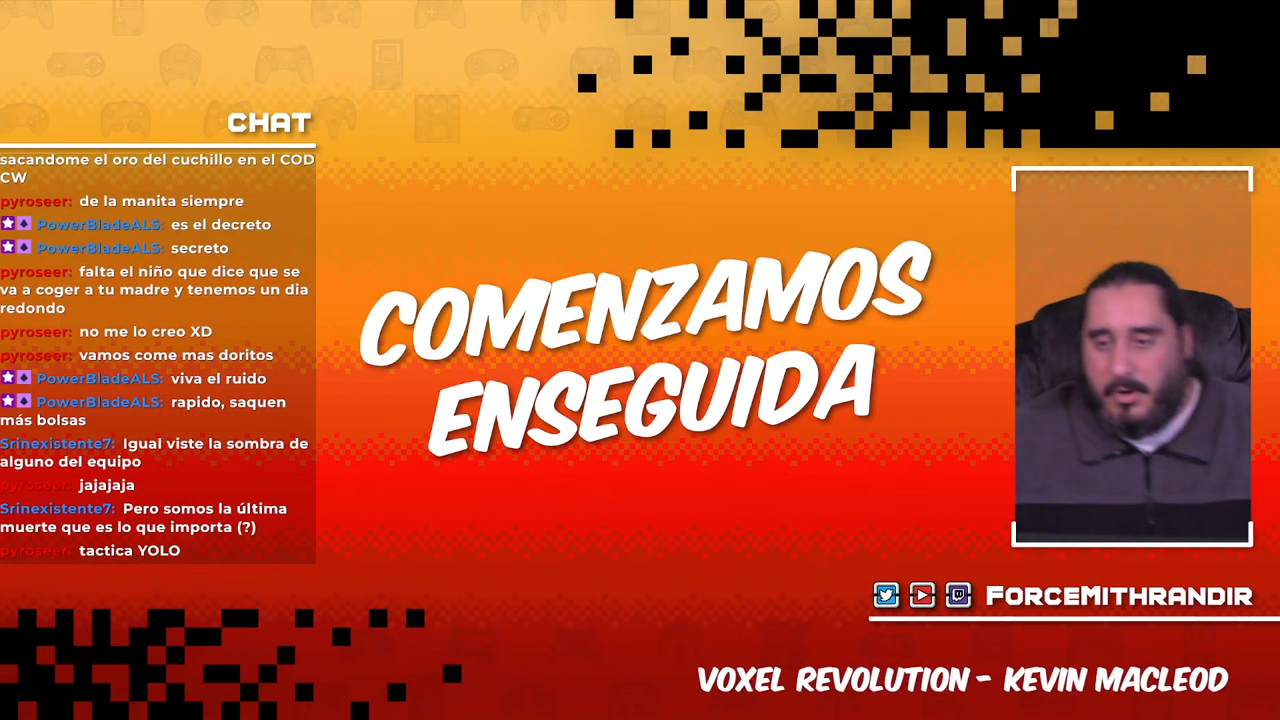 CHAT
sacandome el oro del cuchillo en el COD
CW
pyroseer: de la manita siempre
PowerBladeALS: es el decreto
PowerBladeALS: secreto
pyroseer: falta el niño que dice que se
va a coger a tu madre y tenemos un dia
redondo
pyroseer: no me lo creo XD
pyroseer: vamos come mas doritos
PowerBladeALS: viva el ruido
PowerBladeALS: rapido, saquen
más bolsas
Srinexistente7: Igual viste la sombra de
alguno del equipo
pyroseer: jajajaja
Srinexistente7: Pero somos la última
muerte que es lo que importa (?)
pyroseer: tactica YOLO
COMENZAMOS
ENSEGUIDA
FORCEMITHRANDIR
VOXEL REVOLUTION - KEVIN MACLEOD